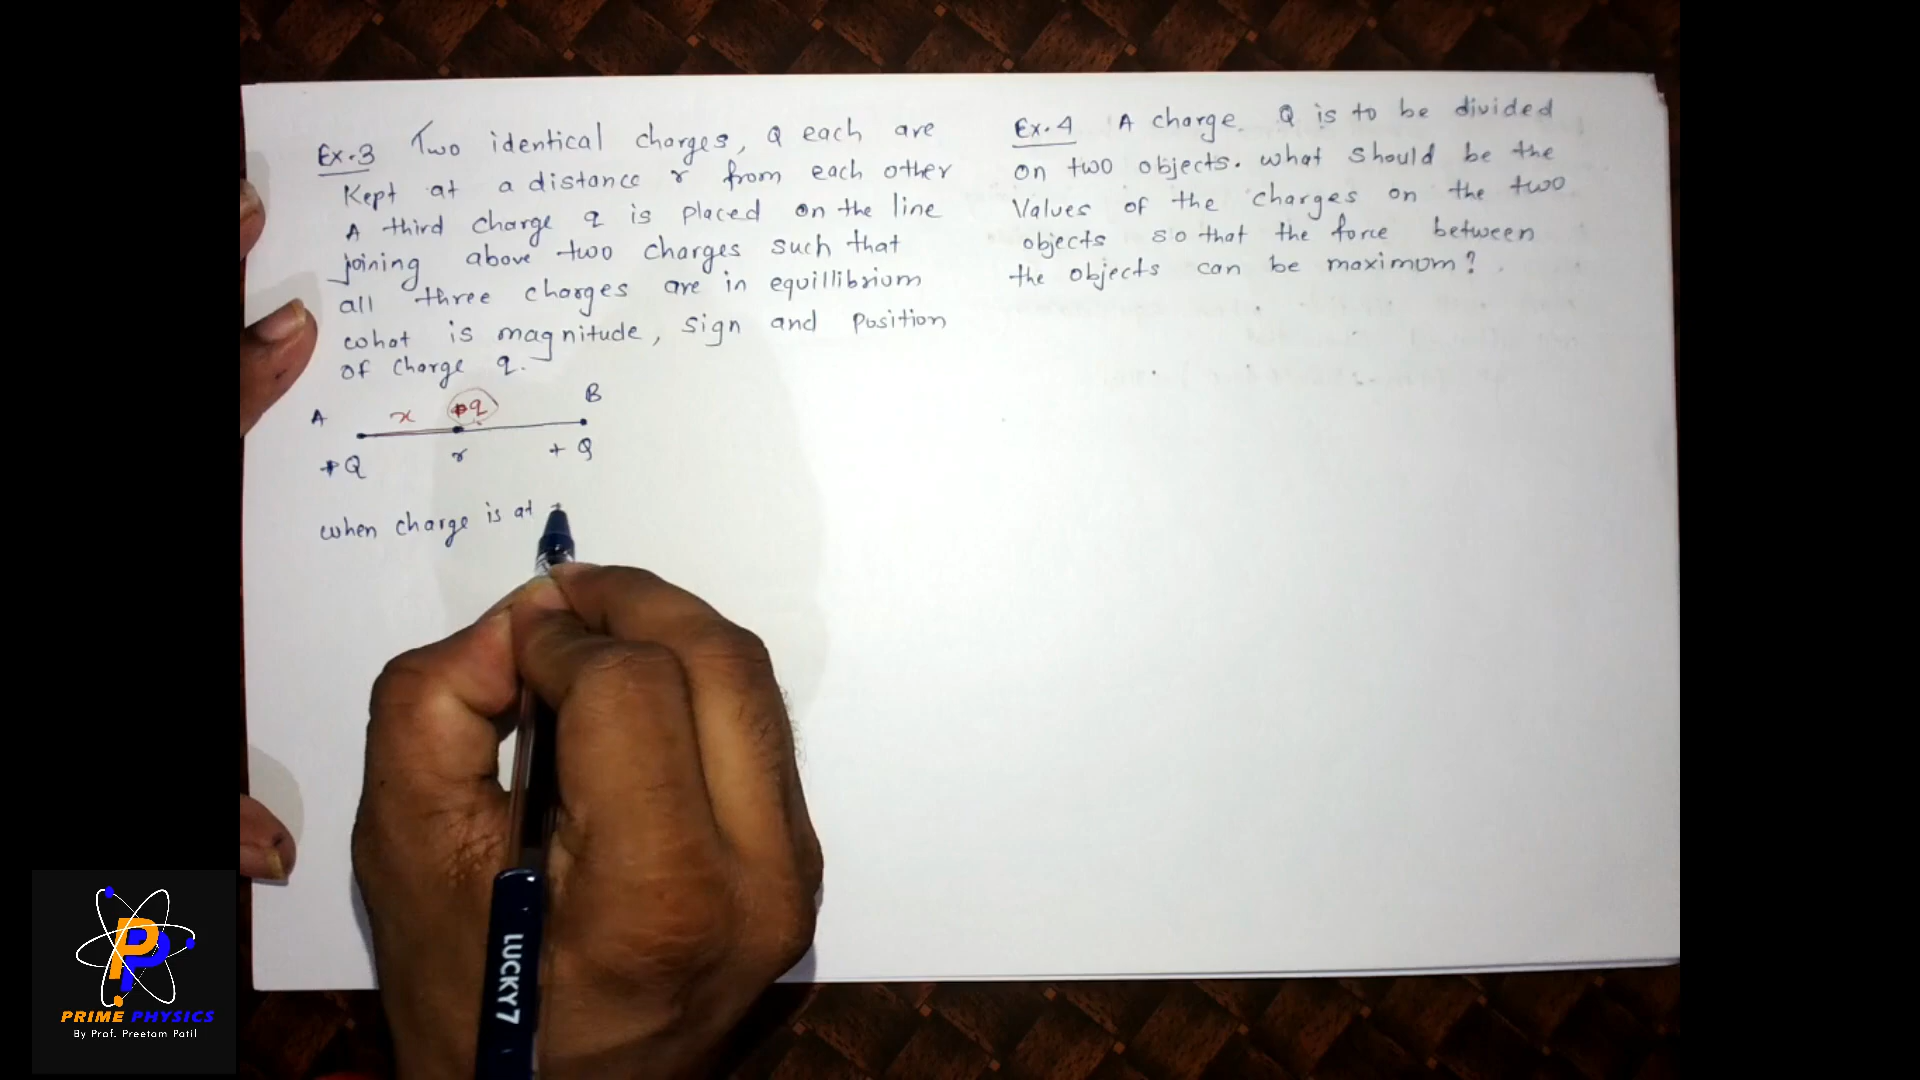 Ex.3 Two identical charges, Q each are
Kept at a distance r from each other
A third charge q is placed on the line
joining above two charges such that
all three charges are in equillibrium
what is magnitude, sign and position
of charge q.
A x +q B
+Q r + Q
when charge is at
Ex.4 A charge Q is to be divided
on two objects. what should be the
Values of the charges on the two
objects so that the force between
the objects can be maximum?
LUCKY7
PRIME PHYSICS
By Prof. Preetam Patil